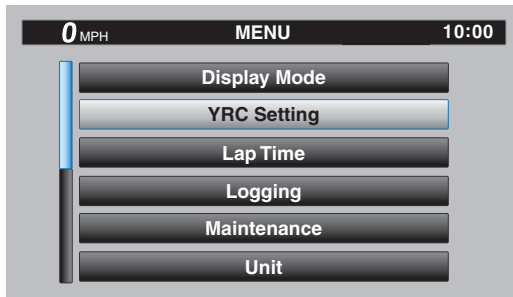 0 MPH MENU 10:00
Display Mode
YRC Setting
Lap Time
Logging
Maintenance
Unit